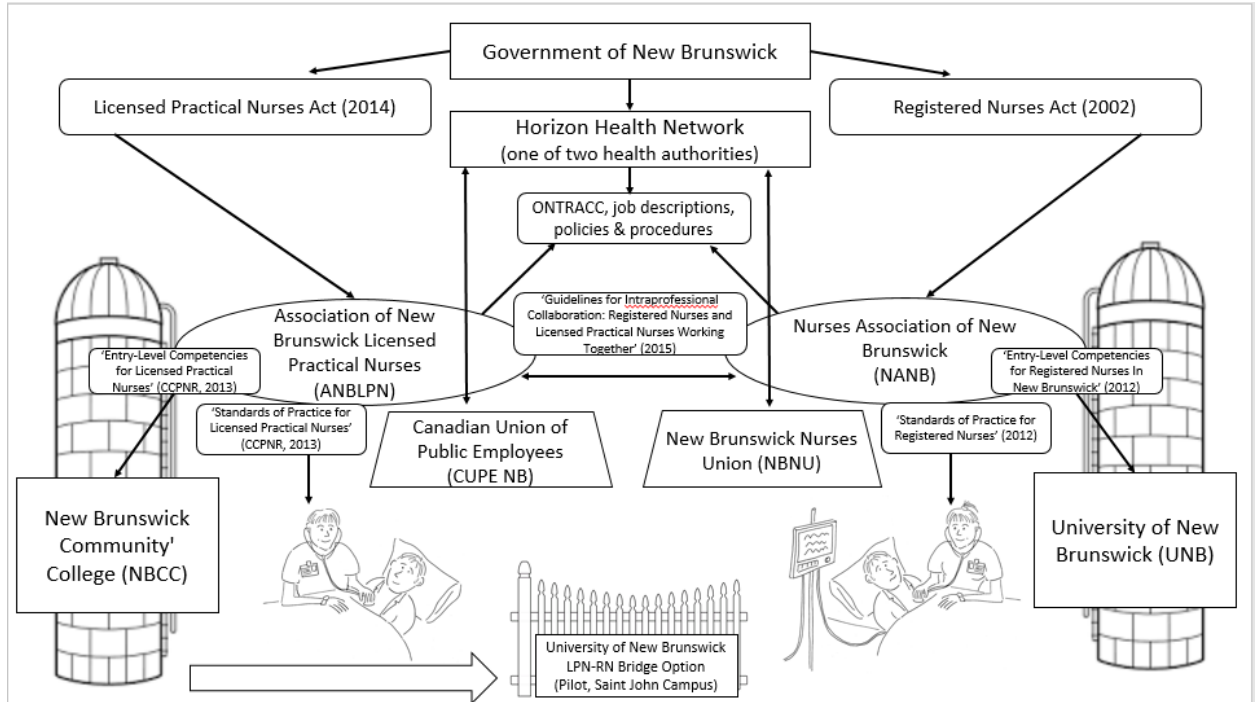 Government of New Brunswick
Licensed Practical Nurses Act (2014)
Registered Nurses Act (2002)
Horizon Health Network
(one of two health authorities)
ONTRACC, job descriptions,
policies & procedures
Association of New
Brunswick Licensed
Practical Nurses
(ANBLPN)
'Guidelines for Intraprofessional
Collaboration: Registered Nurses and
Licensed Practical Nurses Working
Together' (2015)
Nurses Association of New
Brunswick
(NANB)
'Entry-Level Competencies
for Licensed Practical
Nurses' (CCPNR, 2013)
'Entry-Level Competencies
for Registered Nurses In
New Brunswick' (2012)
'Standards of Practice for
Licensed Practical Nurses'
(CCPNR, 2013)
Canadian Union of
Public Employees
(CUPE NB)
New Brunswick Nurses
Union (NBNU)
'Standards of Practice for
Registered Nurses' (2012)
New Brunswick
Community'
College (NBCC)
University of New
Brunswick (UNB)
University of New Brunswick
LPN-RN Bridge Option
(Pilot, Saint John Campus)